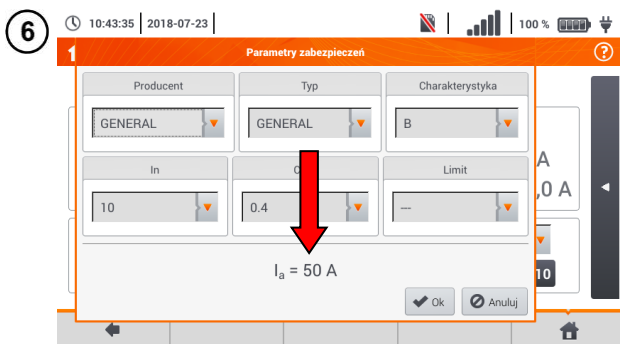 6
10:43:35 2018-07-23
100 %
1
Parametry zabezpieczeń
?
Producent Typ Charakterystyka
GENERAL GENERAL B
In Limit
10 0.4 ---
Iₐ = 50 A
Ok Anuluj
A
,0 A
10